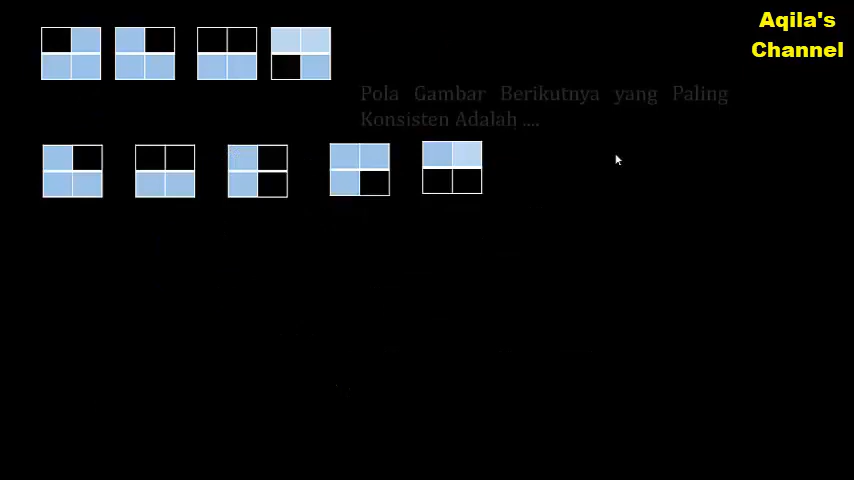 Aqila's
Channel
Pola Gambar Berikutnya yang Paling
Konsisten Adalah ....